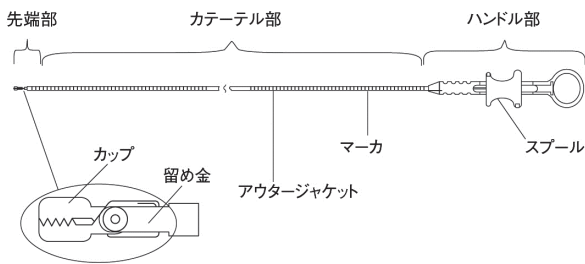 先端部
カテーテル部
ハンドル部
カップ
留め金
アウタージャケット
マーカ
スプール